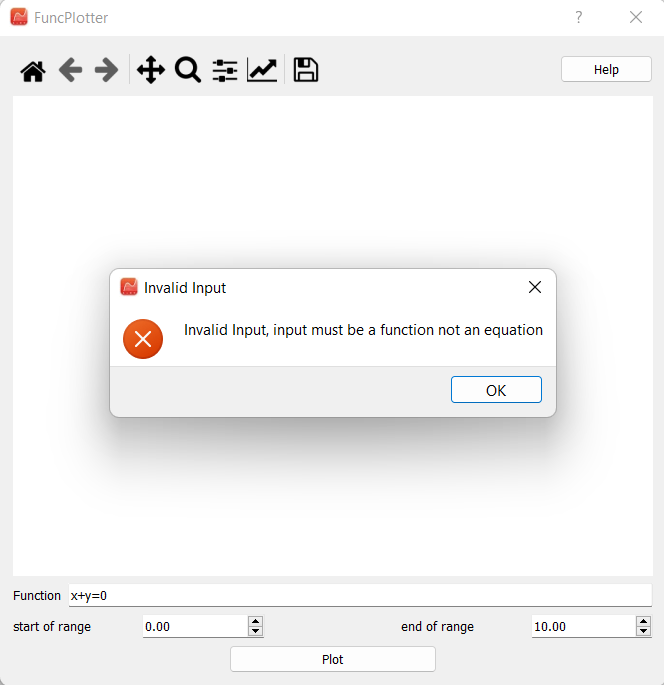 FuncPlotter
Help
Invalid Input
Invalid Input, input must be a function not an equation
OK
Function x+y=0
start of range 0.00 end of range 10.00
Plot